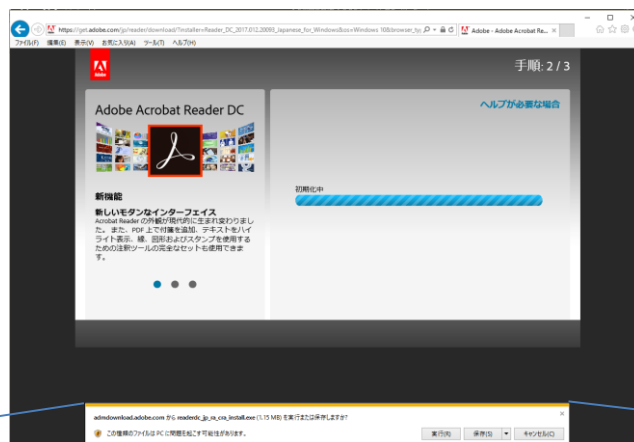 https://get.adobe.com/jp/reader/download/?installer=Reader_DC_2017.012.20093_Japanese_for_Windows&os=Windows 10&browser_ty
Adobe - Adobe Acrobat Re...
ファイル(F) 編集(E) 表示(V) お気に入り(A) ツール(T) ヘルプ(H)
Adobe
手順: 2 / 3
Adobe Acrobat Reader DC
ヘルプが必要な場合
新機能
新しいモダンなインターフェイス
Acrobat Reader の外観が現代的に生まれ変わりまし
た。また、PDF 上で付箋を追加、テキストをハイ
ライト表示、線、図形およびスタンプを使用する
ための注釈ツールの完全なセットも使用できま
す。
初期化中
admdownload.adobe.com から readerdc_jp_ra_cra_install.exe (1.15 MB) を実行または保存しますか?
この種類のファイルは PC に問題を起こす可能性があります。
実行(R) 保存(S) キャンセル(C)